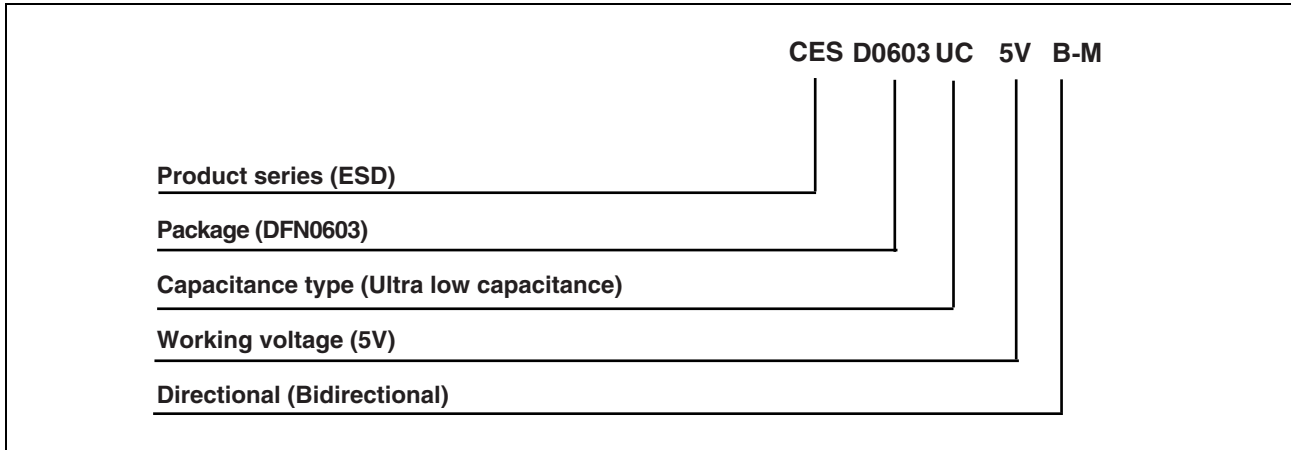 CES D0603 UC 5V B-M
Product series (ESD)
Package (DFN0603)
Capacitance type (Ultra low capacitance)
Working voltage (5V)
Directional (Bidirectional)